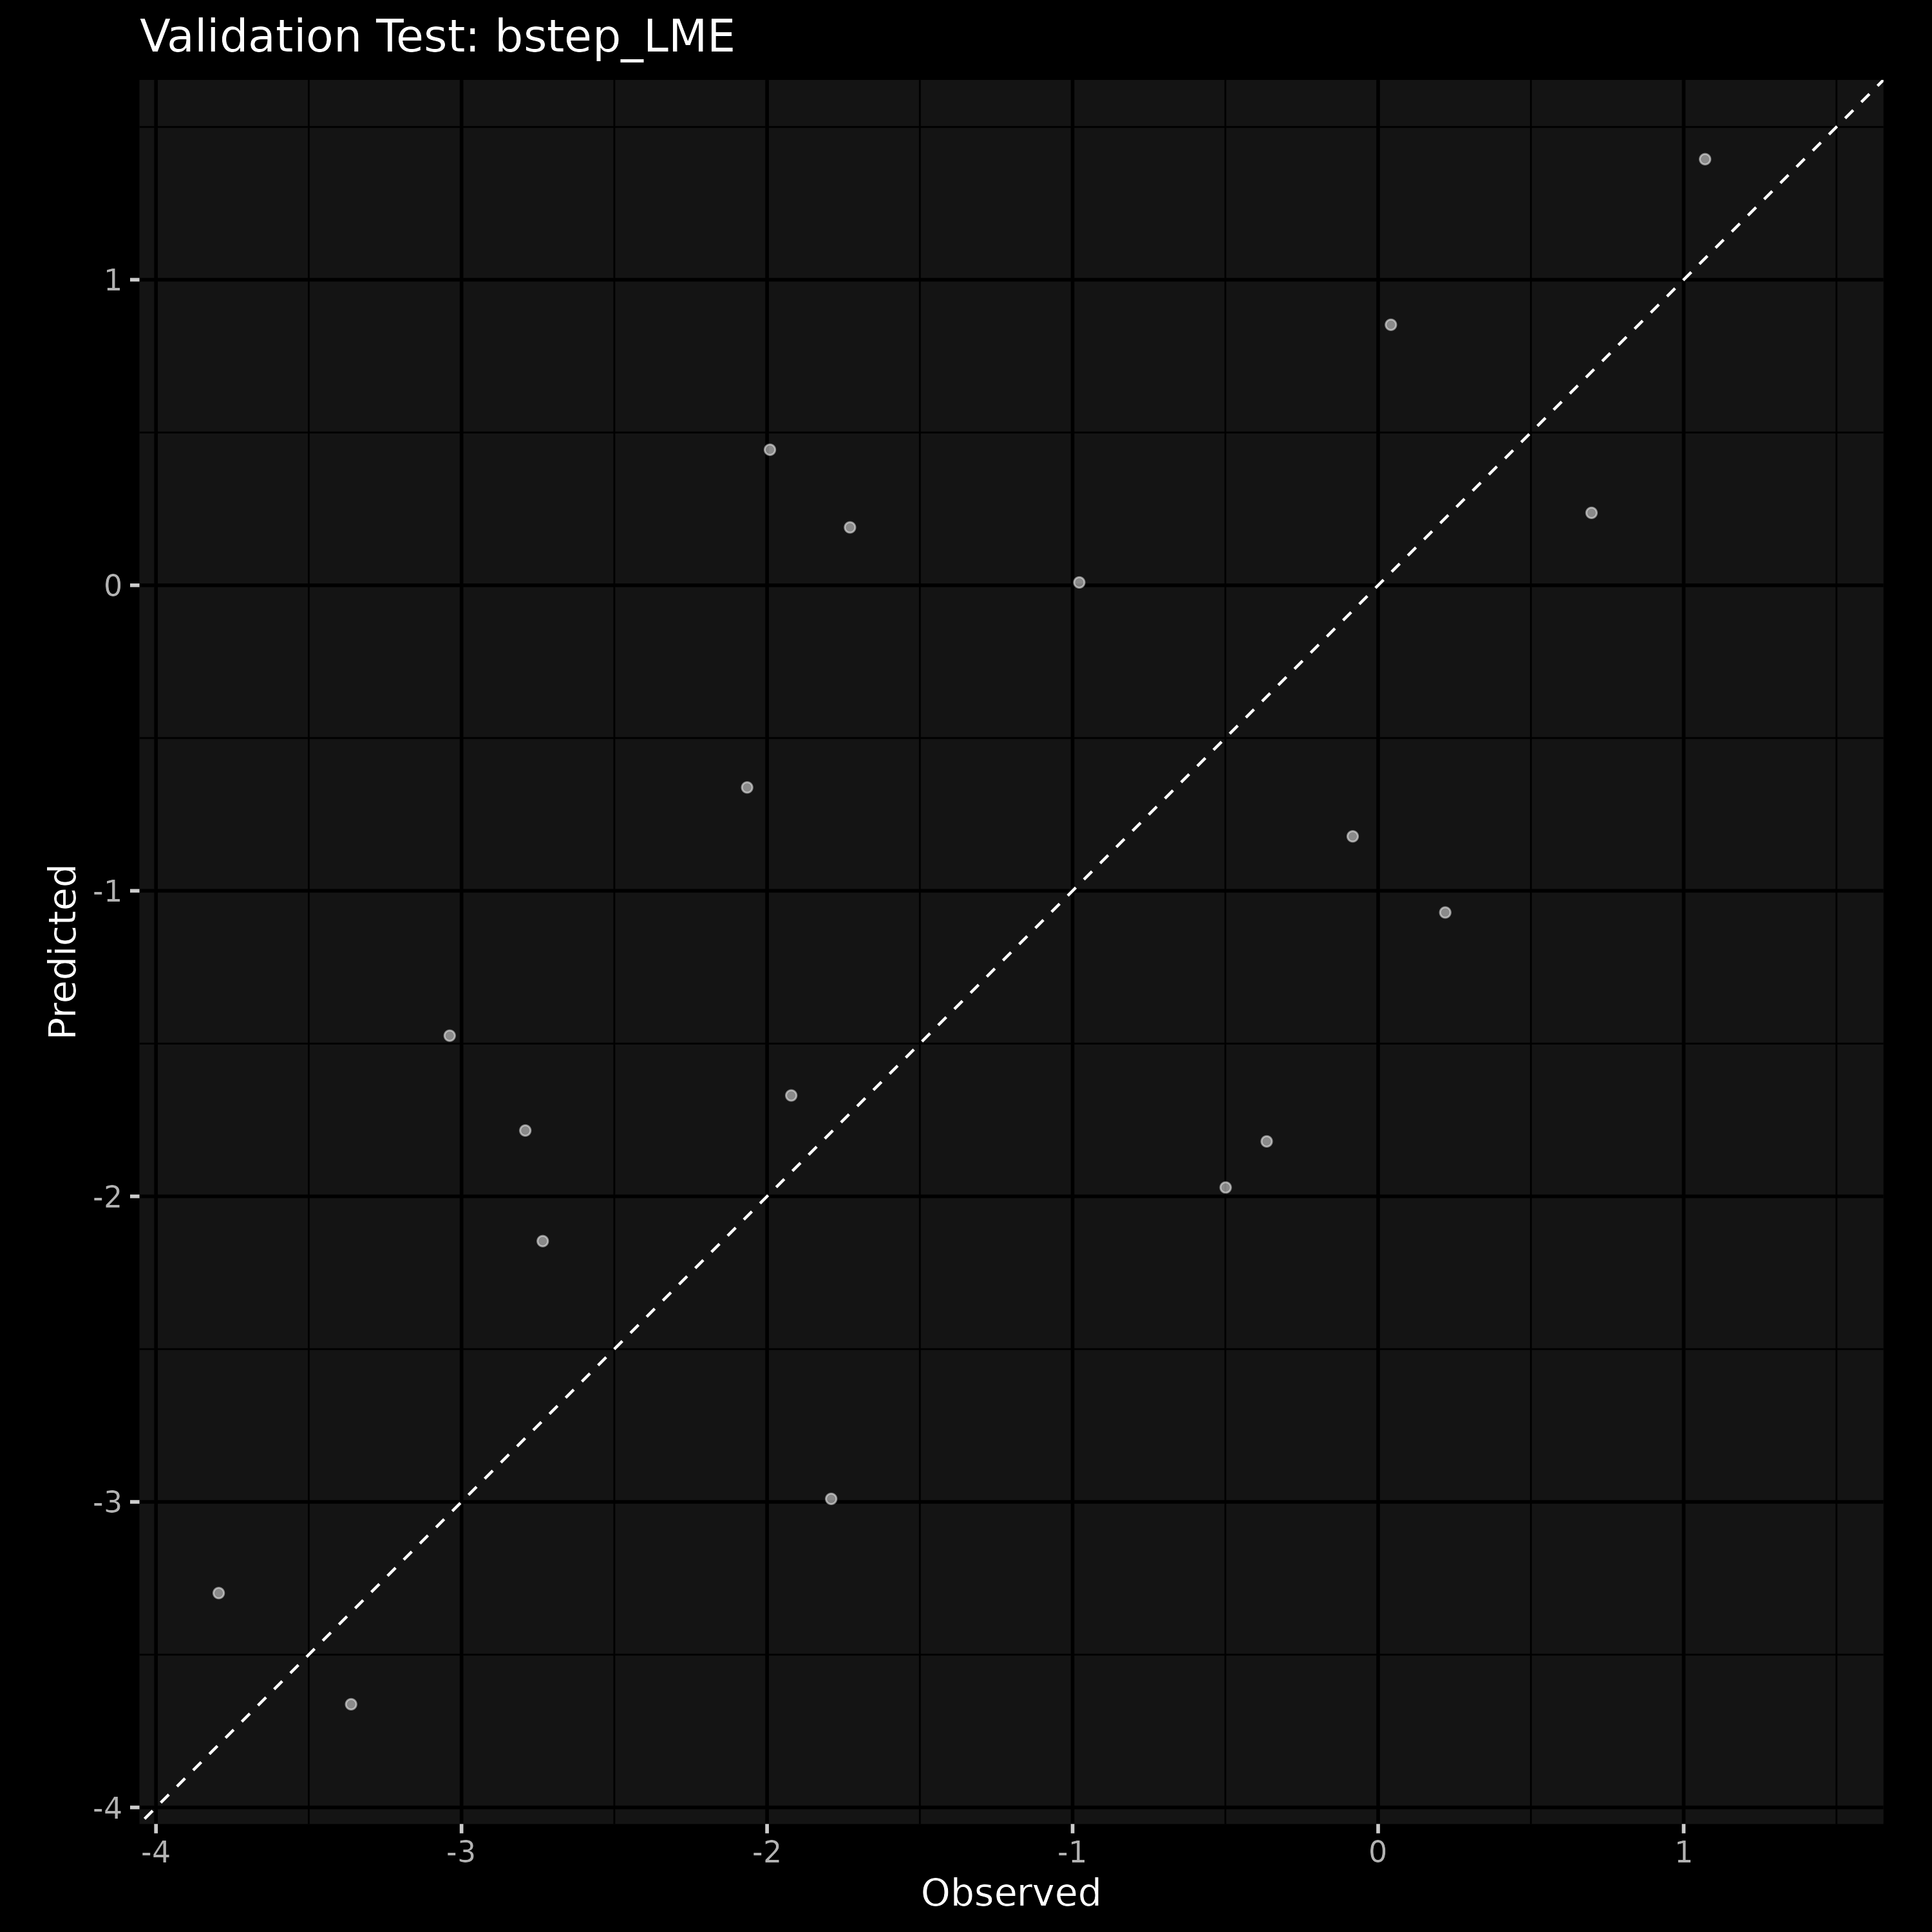 Validation Test: bstep_LME
Predicted
1
0
-1
-2
-3
-4
-4 -3 -2 -1 0 1
Observed